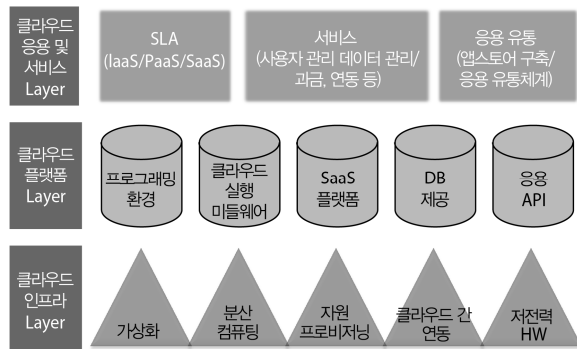 클라우드
응용 및
서비스
Layer
SLA
(IaaS/PaaS/SaaS)
서비스
(사용자 관리 데이터 관리/
과금, 연동 등)
응용 유통
(앱스토어 구축/
응용 유통체계)
클라우드
플랫폼
Layer
프로그래밍
환경
클라우드
실행
미들웨어
SaaS
플랫폼
DB
제공
응용
API
클라우드
인프라
Layer
가상화
분산
컴퓨팅
자원
프로비저닝
클라우드 간
연동
저전력
HW